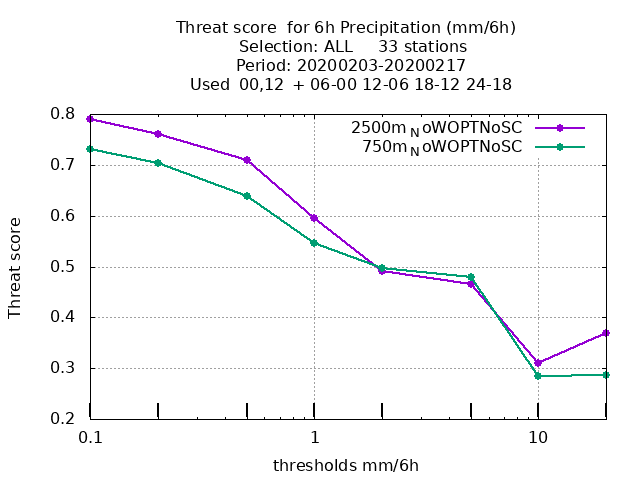 Threat score  for 6h Precipitation (mm/6h)
Selection: ALL     33 stations
Period: 20200203-20200217
Used  00,12  + 06-00 12-06 18-12 24-18
2500m_NoWOPTNoSC
750m_NoWOPTNoSC
Threat score
0.8
0.7
0.6
0.5
0.4
0.3
0.2
0.1 1 10
thresholds mm/6h